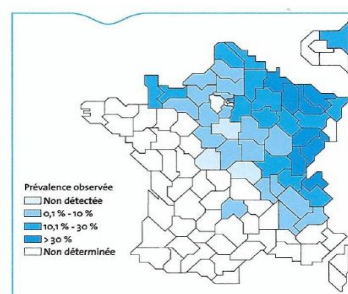 Prévalence observée
Non détectée
0,1 % - 10 %
10,1 % - 30 %
> 30 %
Non déterminée